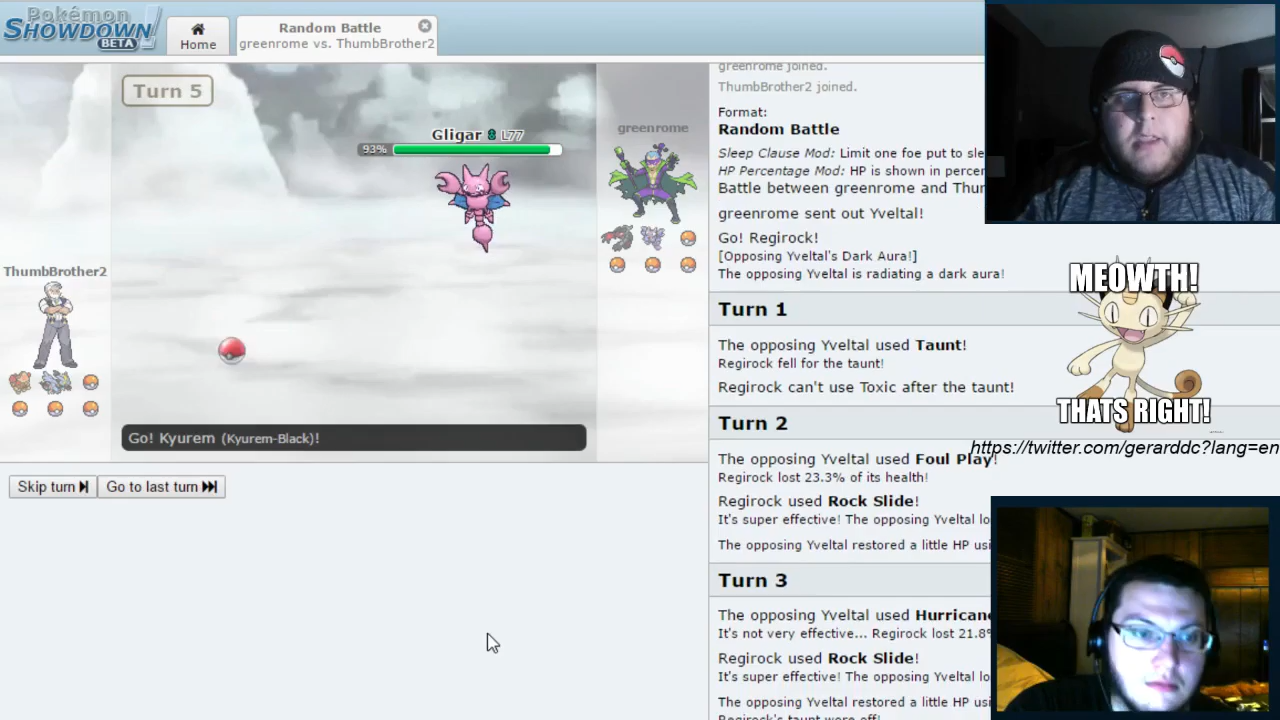 Pokémon
SHOWDOWN!
BETA
Home
Random Battle
greenrome vs. ThumbBrother2
Turn 5
Gligar L77
93%
greenrome
ThumbBrother2
Go! Kyurem (Kyurem-Black)!
Skip turn
Go to last turn
greenrome joined.
ThumbBrother2 joined.
Format:
Random Battle
Sleep Clause Mod: Limit one foe put to sle
HP Percentage Mod: HP is shown in percen
Battle between greenrome and Thun
greenrome sent out Yveltal!
Go! Regirock!
[Opposing Yveltal's Dark Aura!]
The opposing Yveltal is radiating a dark aura!
Turn 1
The opposing Yveltal used Taunt!
Regirock fell for the taunt!
Regirock can't use Toxic after the taunt!
Turn 2
The opposing Yveltal used Foul Play!
Regirock lost 23.3% of its health!
Regirock used Rock Slide!
It's super effective! The opposing Yveltal lo
The opposing Yveltal restored a little HP usi
Turn 3
The opposing Yveltal used Hurricane
It's not very effective... Regirock lost 21.8%
Regirock used Rock Slide!
It's super effective! The opposing Yveltal lo
The opposing Yveltal restored a little HP usi
Regirock's taunt wore off!
MEOWTH!
THATS RIGHT!
https://twitter.com/gerarddc?lang=en